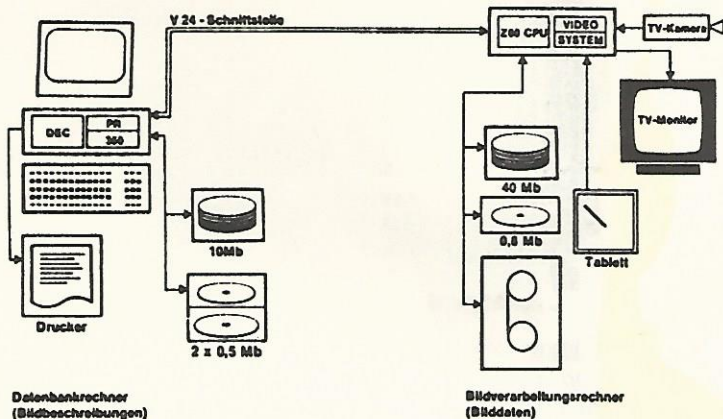 V 24 - Schnittstelle
Z80 CPU
VIDEO
SYSTEM
TV-Kamera
TV-Monitor
DEC
PR
350
10Mb
2 x 0,5 Mb
Drucker
40 Mb
0,8 Mb
Tablett
Datenbankrechner
(Bildbeschreibungen)
Bildverarbeitungsrechner
(Bilddaten)